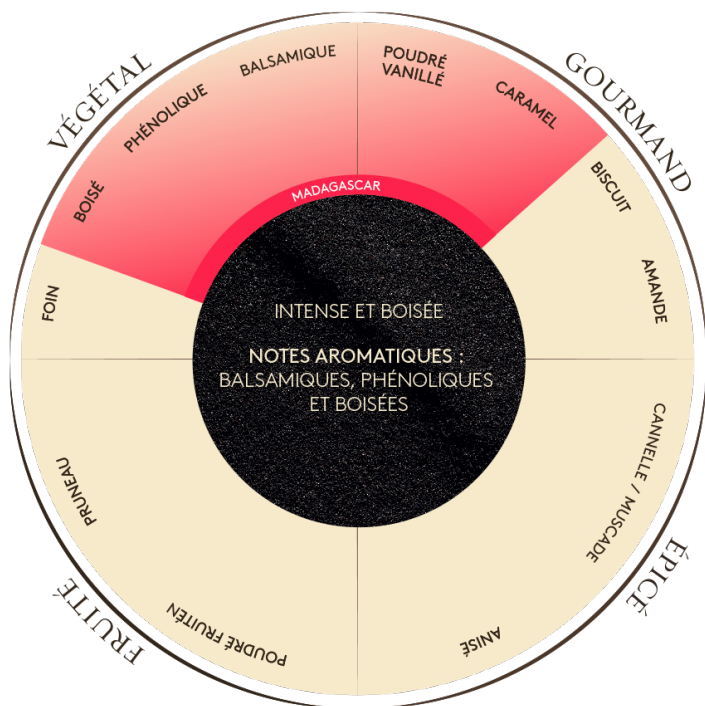 VÉGÉTAL
GOURMAND
BALSAMIQUE
PHÉNOLIQUE
BOISÉ
FOIN
POUDRÉ
VANILLÉ
CARAMEL
BISCUIT
AMANDE
MADAGASCAR
INTENSE ET BOISÉE
NOTES AROMATIQUES :
BALSAMIQUES, PHÉNOLIQUES
ET BOISÉES
PRUNEAU
POUDRÉ FRUITÉN
FRUITÉ
CANNELLE / MUSCADE
ANISÉ
ÉPICÉ